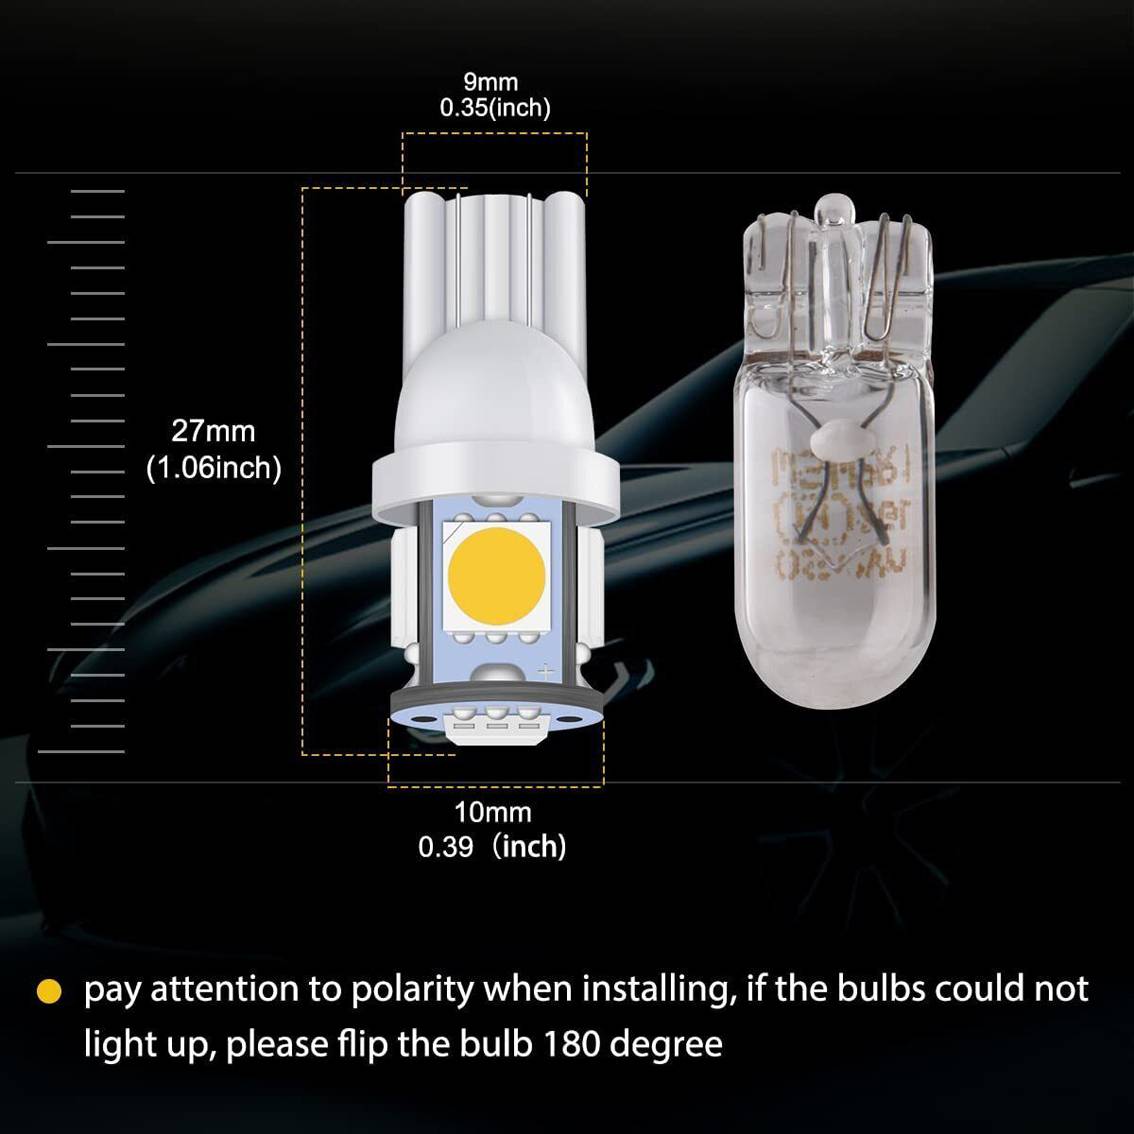 9mm
0.35(inch)
27mm
(1.06inch)
10mm
0.39（inch)
pay attention to polarity when installing, if the bulbs could not
light up, please flip the bulb 180 degree